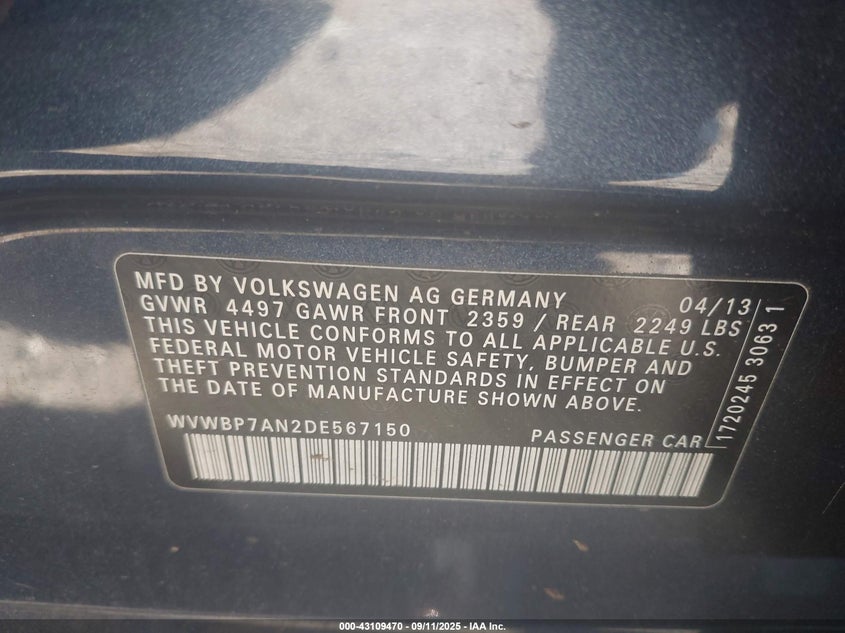 MFD BY VOLKSWAGEN AG GERMANY 04/13
GVWR 4497 GAWR FRONT 2359 / REAR 2249 LBS
THIS VEHICLE CONFORMS TO ALL APPLICABLE U.S.
FEDERAL MOTOR VEHICLE SAFETY, BUMPER AND
THEFT PREVENTION STANDARDS IN EFFECT ON
THE DATE OF MANUFACTURE SHOWN ABOVE.
WVWBP7AN2DE567150 PASSENGER CAR
1720245 3063 1
000-43109470 - 09/11/2025 - IAA Inc.